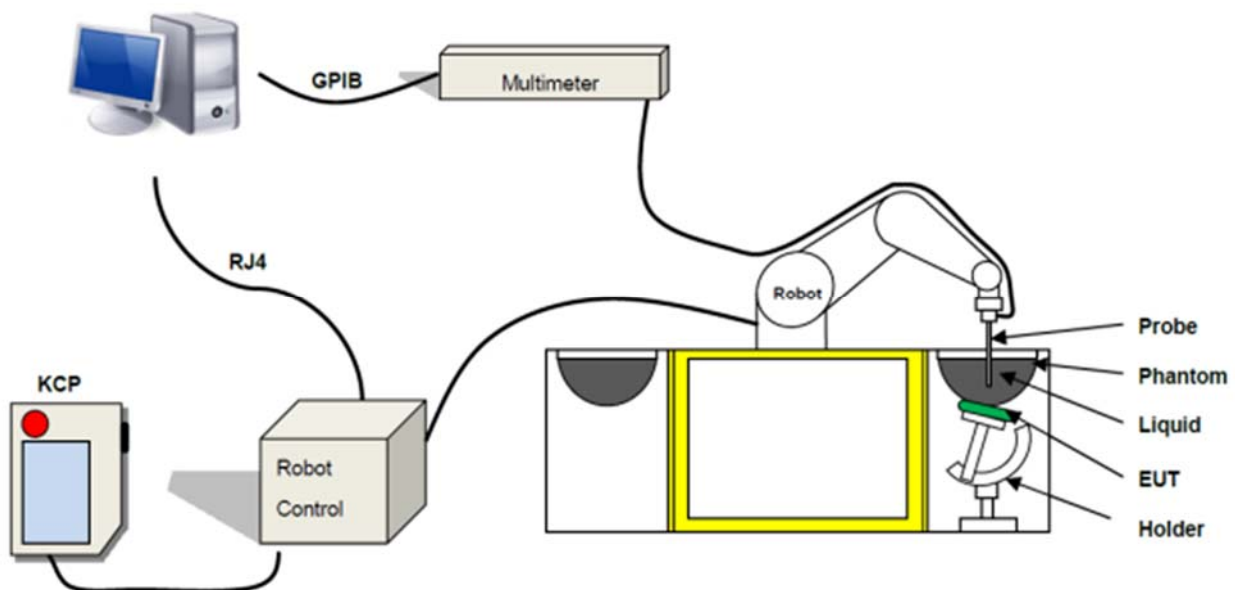 GPIB
Multimeter
RJ4
Robot
Probe
Phantom
KCP
Liquid
Robot
Control
EUT
Holder